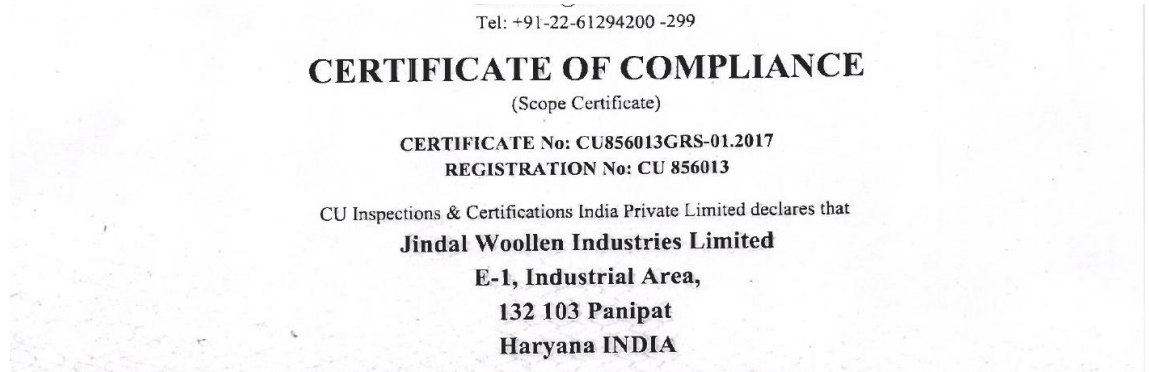 Tel: +91-22-61294200 -299
CERTIFICATE OF COMPLIANCE
(Scope Certificate)
CERTIFICATE No: CU856013GRS-01.2017
REGISTRATION No: CU 856013
CU Inspections & Certifications India Private Limited declares that
Jindal Woollen Industries Limited
E-1, Industrial Area,
132 103 Panipat
Haryana INDIA